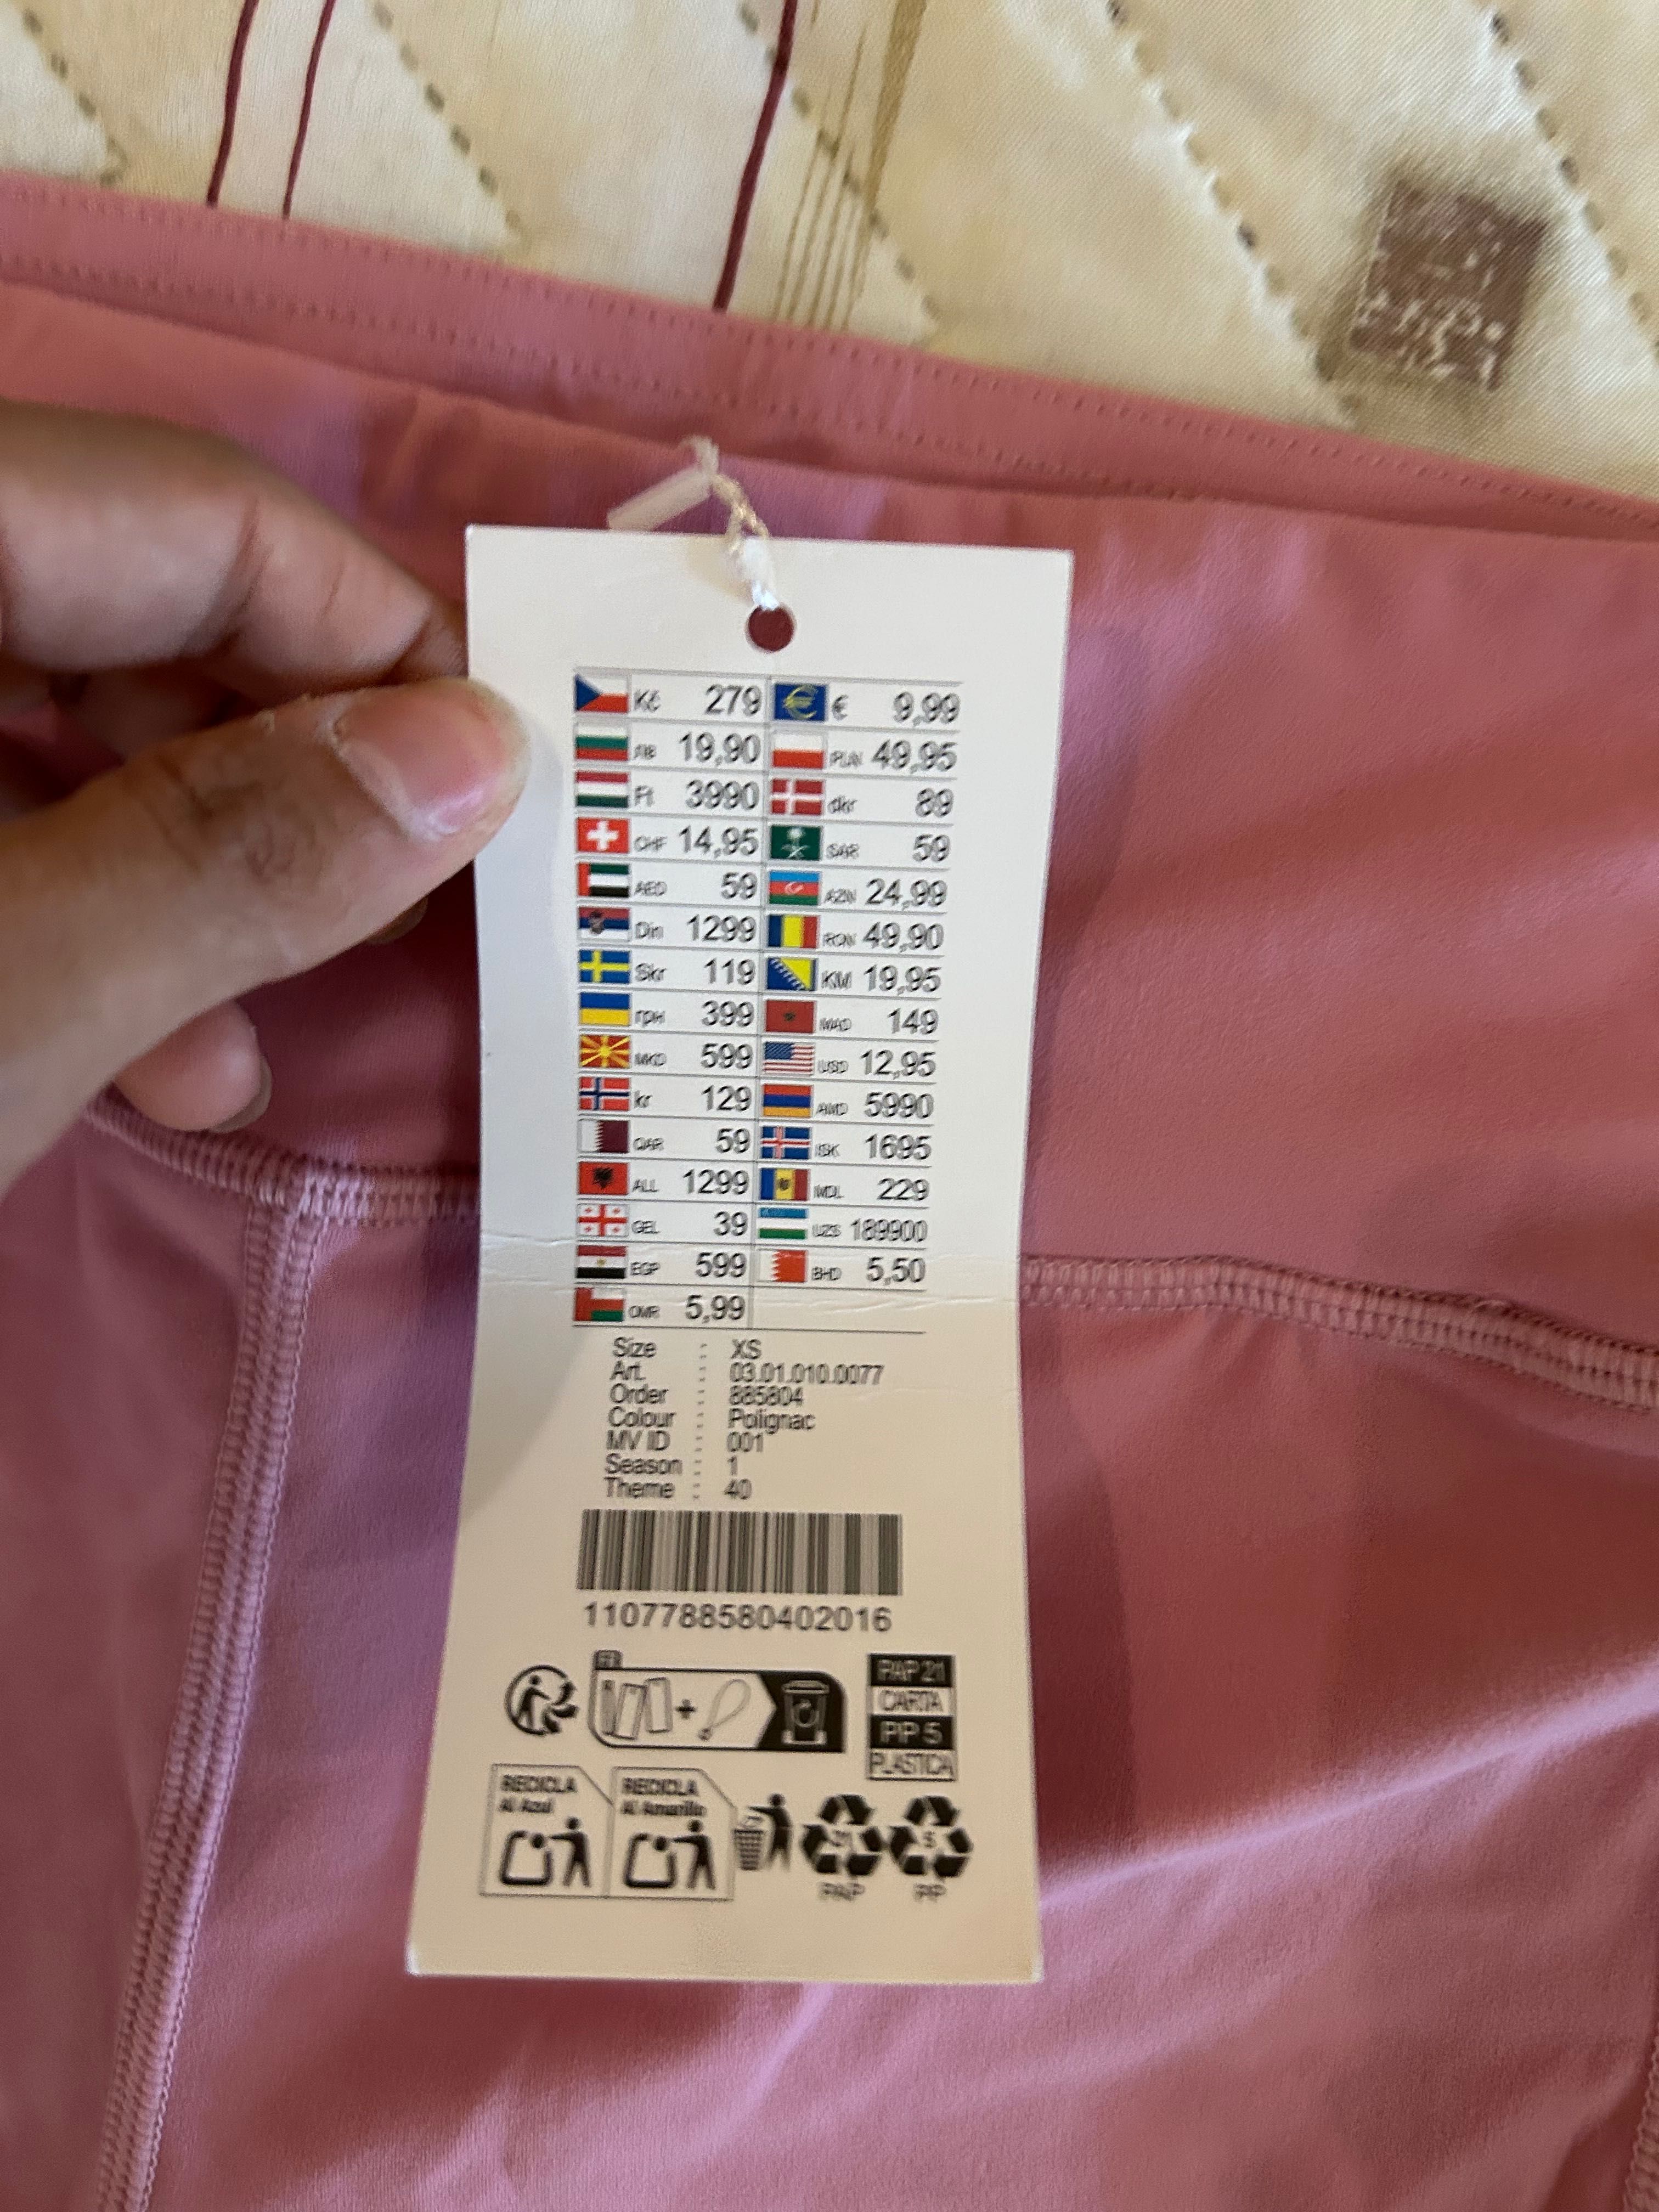 Kč 279 € 9,99
лв 19,90 PLN 49,95
Ft 3990 dkr 89
CHF 14,95 SAR 59
AED 59 AZN 24,99
Din 1299 RON 49,90
Skr 119 KM 19,95
грн 399 MAD 149
MKD 599 USD 12,95
kr 129 AMD 5990
QAR 59 ISK 1695
ALL 1299 MDL 229
GEL 39 UZS 189900
EGP 599 BHD 5,50
OMR 5,99
Size : XS
Art. : 03.01.010.0077
Order : 885804
Colour : Polignac
MV ID : 001
Season : 1
Theme : 40
1107788580402016
FR
+
PAP 21
CARTA
PP 5
PLASTICA
RECICLA
Al Azul
RECICLA
Al Amarillo
21
PAP
5
PP